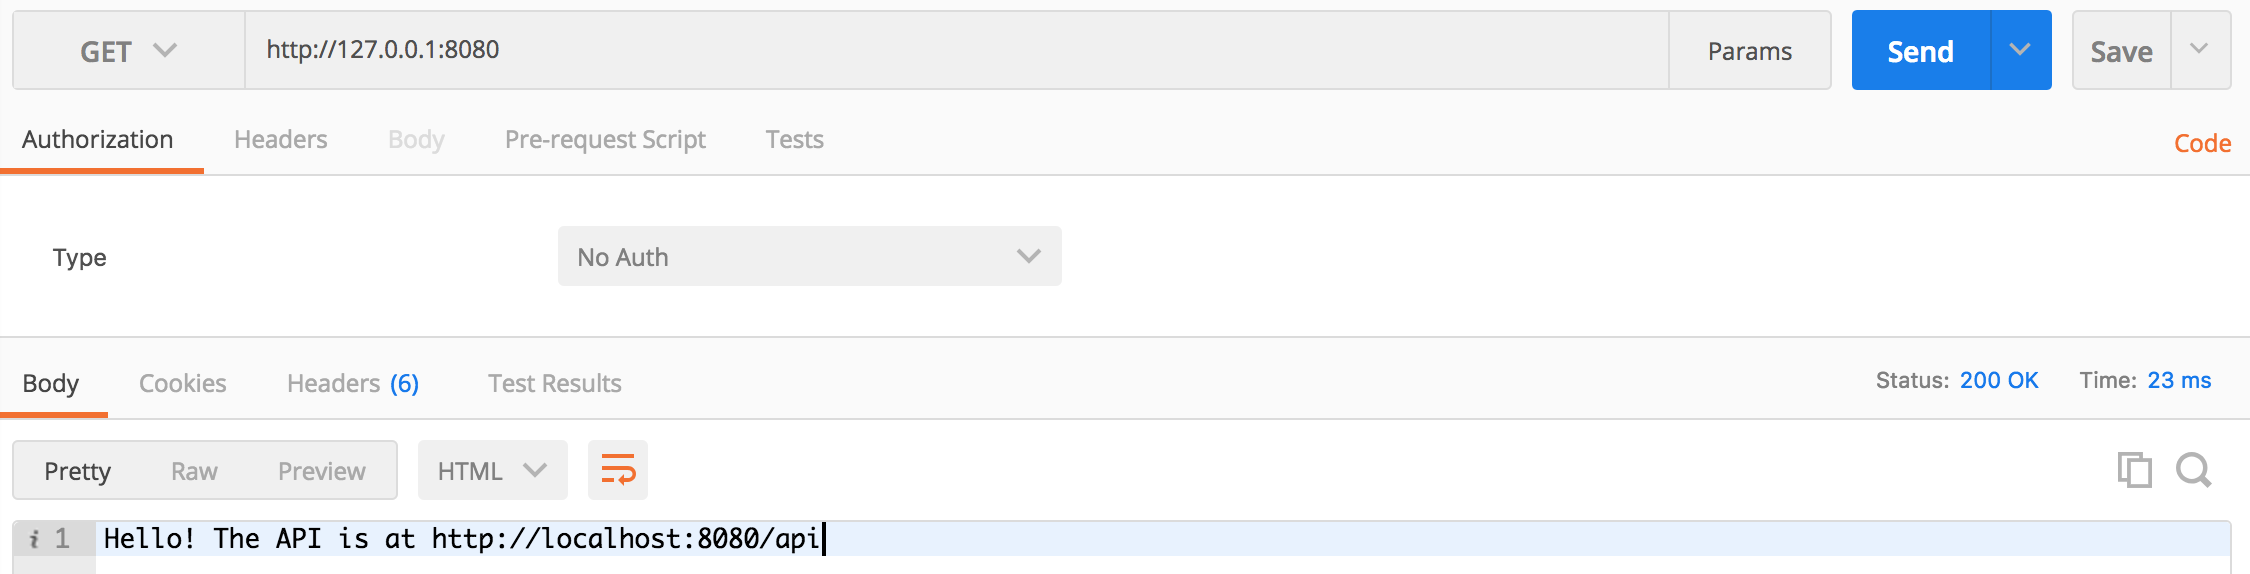 GET http://127.0.0.1:8080 Params Send Save
Authorization Headers Body Pre-request Script Tests Code
Type No Auth
Body Cookies Headers (6) Test Results Status: 200 OK Time: 23 ms
Pretty Raw Preview HTML
i 1 Hello! The API is at http://localhost:8080/api